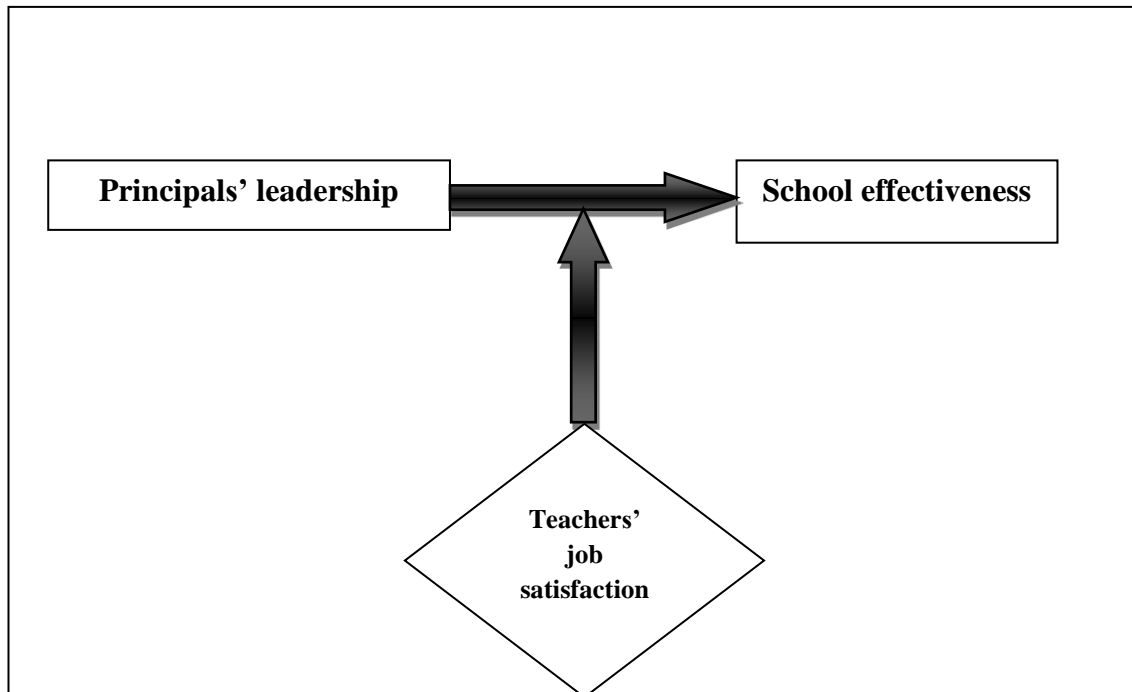 Principals’ leadership
School effectiveness
Teachers’
job
satisfaction